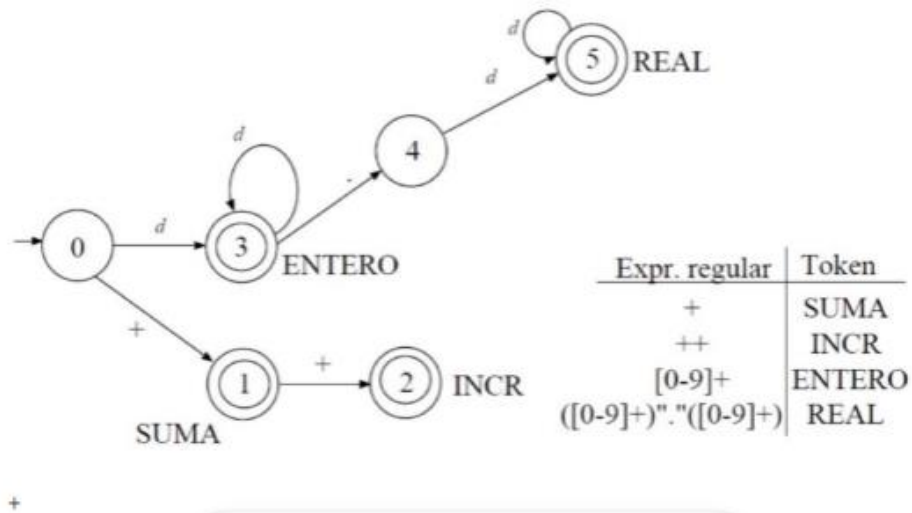 d
5 REAL
d
4
d
.
0
d
3
ENTERO
+
1
+
2
INCR
SUMA
Expr. regular Token
+ SUMA
++ INCR
[0-9]+ ENTERO
([0-9]+)"."([0-9]+) REAL
+